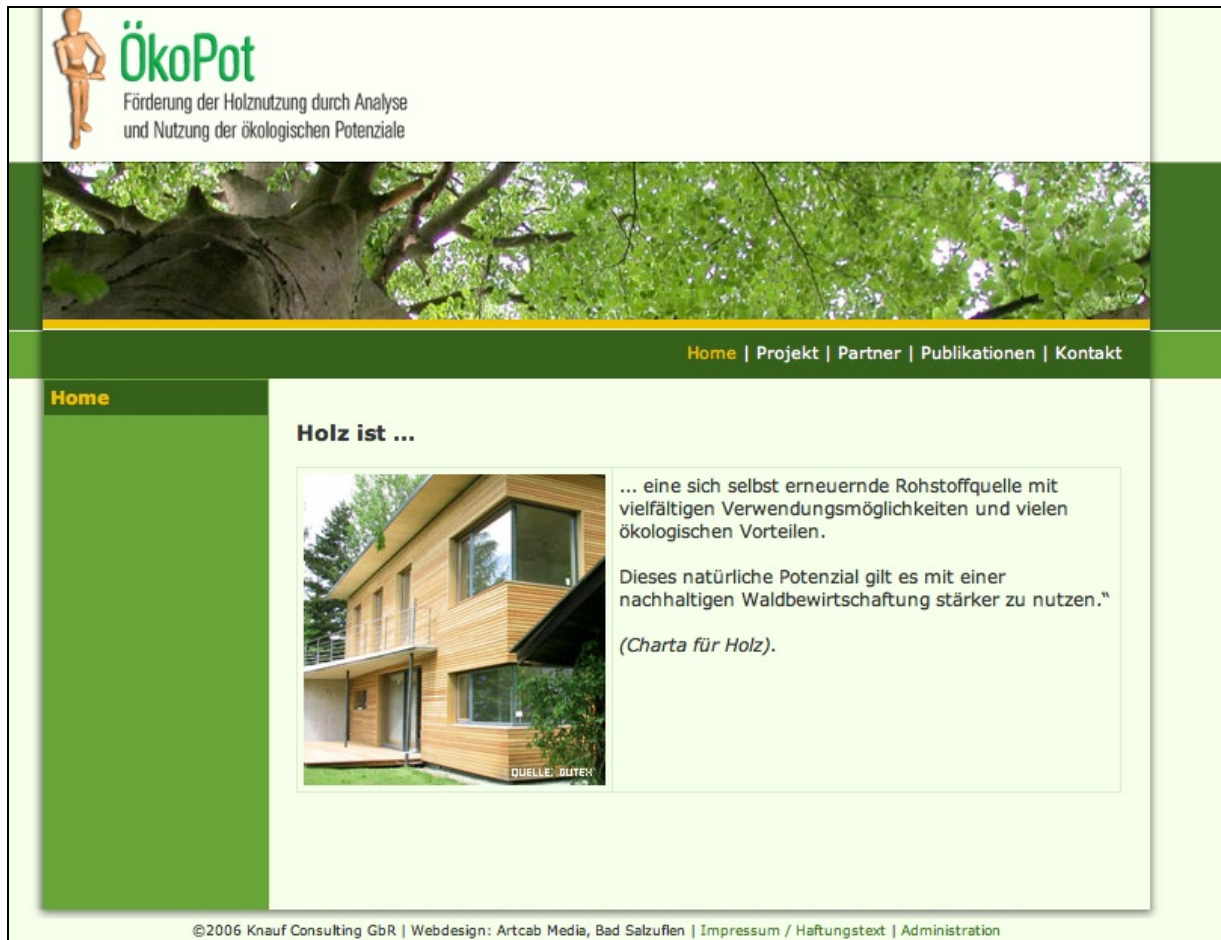 ÖkoPot
Förderung der Holznutzung durch Analyse
und Nutzung der ökologischen Potenziale
Home | Projekt | Partner | Publikationen | Kontakt
Home
Holz ist ...
... eine sich selbst erneuernde Rohstoffquelle mit
vielfältigen Verwendungsmöglichkeiten und vielen
ökologischen Vorteilen.
Dieses natürliche Potenzial gilt es mit einer
nachhaltigen Waldbewirtschaftung stärker zu nutzen.“
(Charta für Holz).
QUELLE: GUTEX
©2006 Knauf Consulting GbR | Webdesign: Artcab Media, Bad Salzuflen | Impressum / Haftungstext | Administration